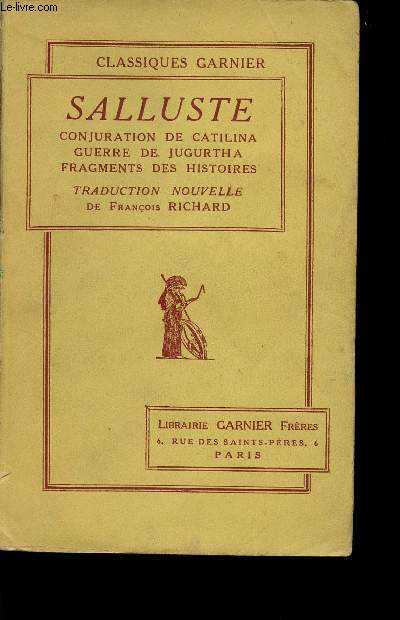 Le-livre.com
CLASSIQUES GARNIER
SALLUSTE
CONJURATION DE CATILINA
GUERRE DE JUGURTHA
FRAGMENTS DES HISTOIRES
TRADUCTION NOUVELLE
DE FRANÇOIS RICHARD
LIBRAIRIE GARNIER FRÈRES
6, RUE DES SAINTS-PÈRES, 6
PARIS